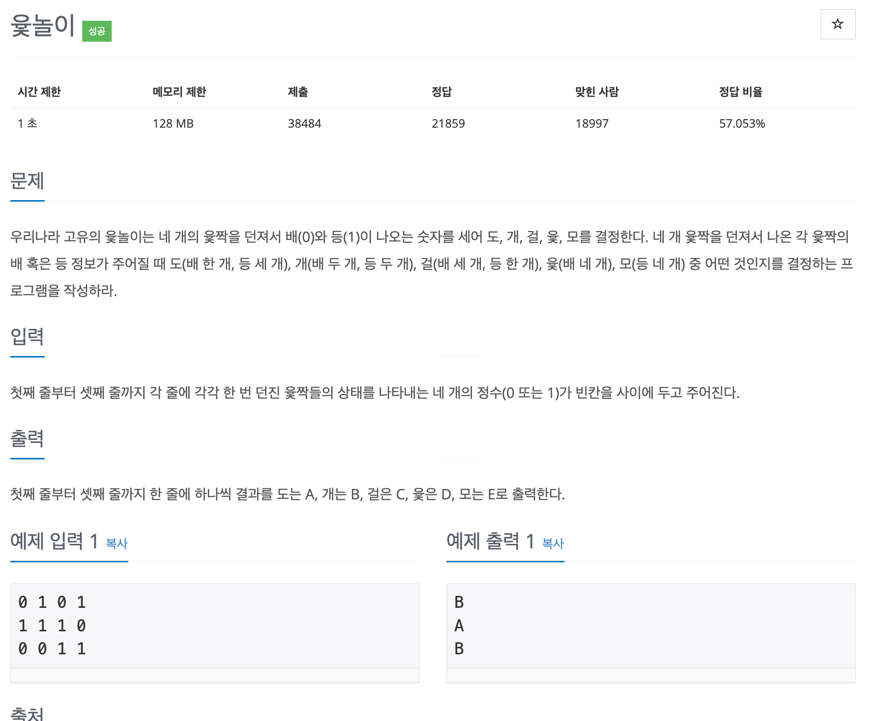 윷놀이 성공
☆
시간 제한 메모리 제한 제출 정답 맞힌 사람 정답 비율
1 초 128 MB 38484 21859 18997 57.053%
문제
우리나라 고유의 윷놀이는 네 개의 윷짝을 던져서 배(0)와 등(1)이 나오는 숫자를 세어 도, 개, 걸, 윷, 모를 결정한다. 네 개 윷짝을 던져서 나온 각 윷짝의
배 혹은 등 정보가 주어질 때 도(배 한 개, 등 세 개), 개(배 두 개, 등 두 개), 걸(배 세 개, 등 한 개), 윷(배 네 개), 모(등 네 개) 중 어떤 것인지를 결정하는 프
로그램을 작성하라.
입력
첫째 줄부터 셋째 줄까지 각 줄에 각각 한 번 던진 윷짝들의 상태를 나타내는 네 개의 정수(0 또는 1)가 빈칸을 사이에 두고 주어진다.
출력
첫째 줄부터 셋째 줄까지 한 줄에 하나씩 결과를 도는 A, 개는 B, 걸은 C, 윷은 D, 모는 E로 출력한다.
예제 입력 1 복사
0 1 0 1
1 1 1 0
0 0 1 1
예제 출력 1 복사
B
A
B
출처